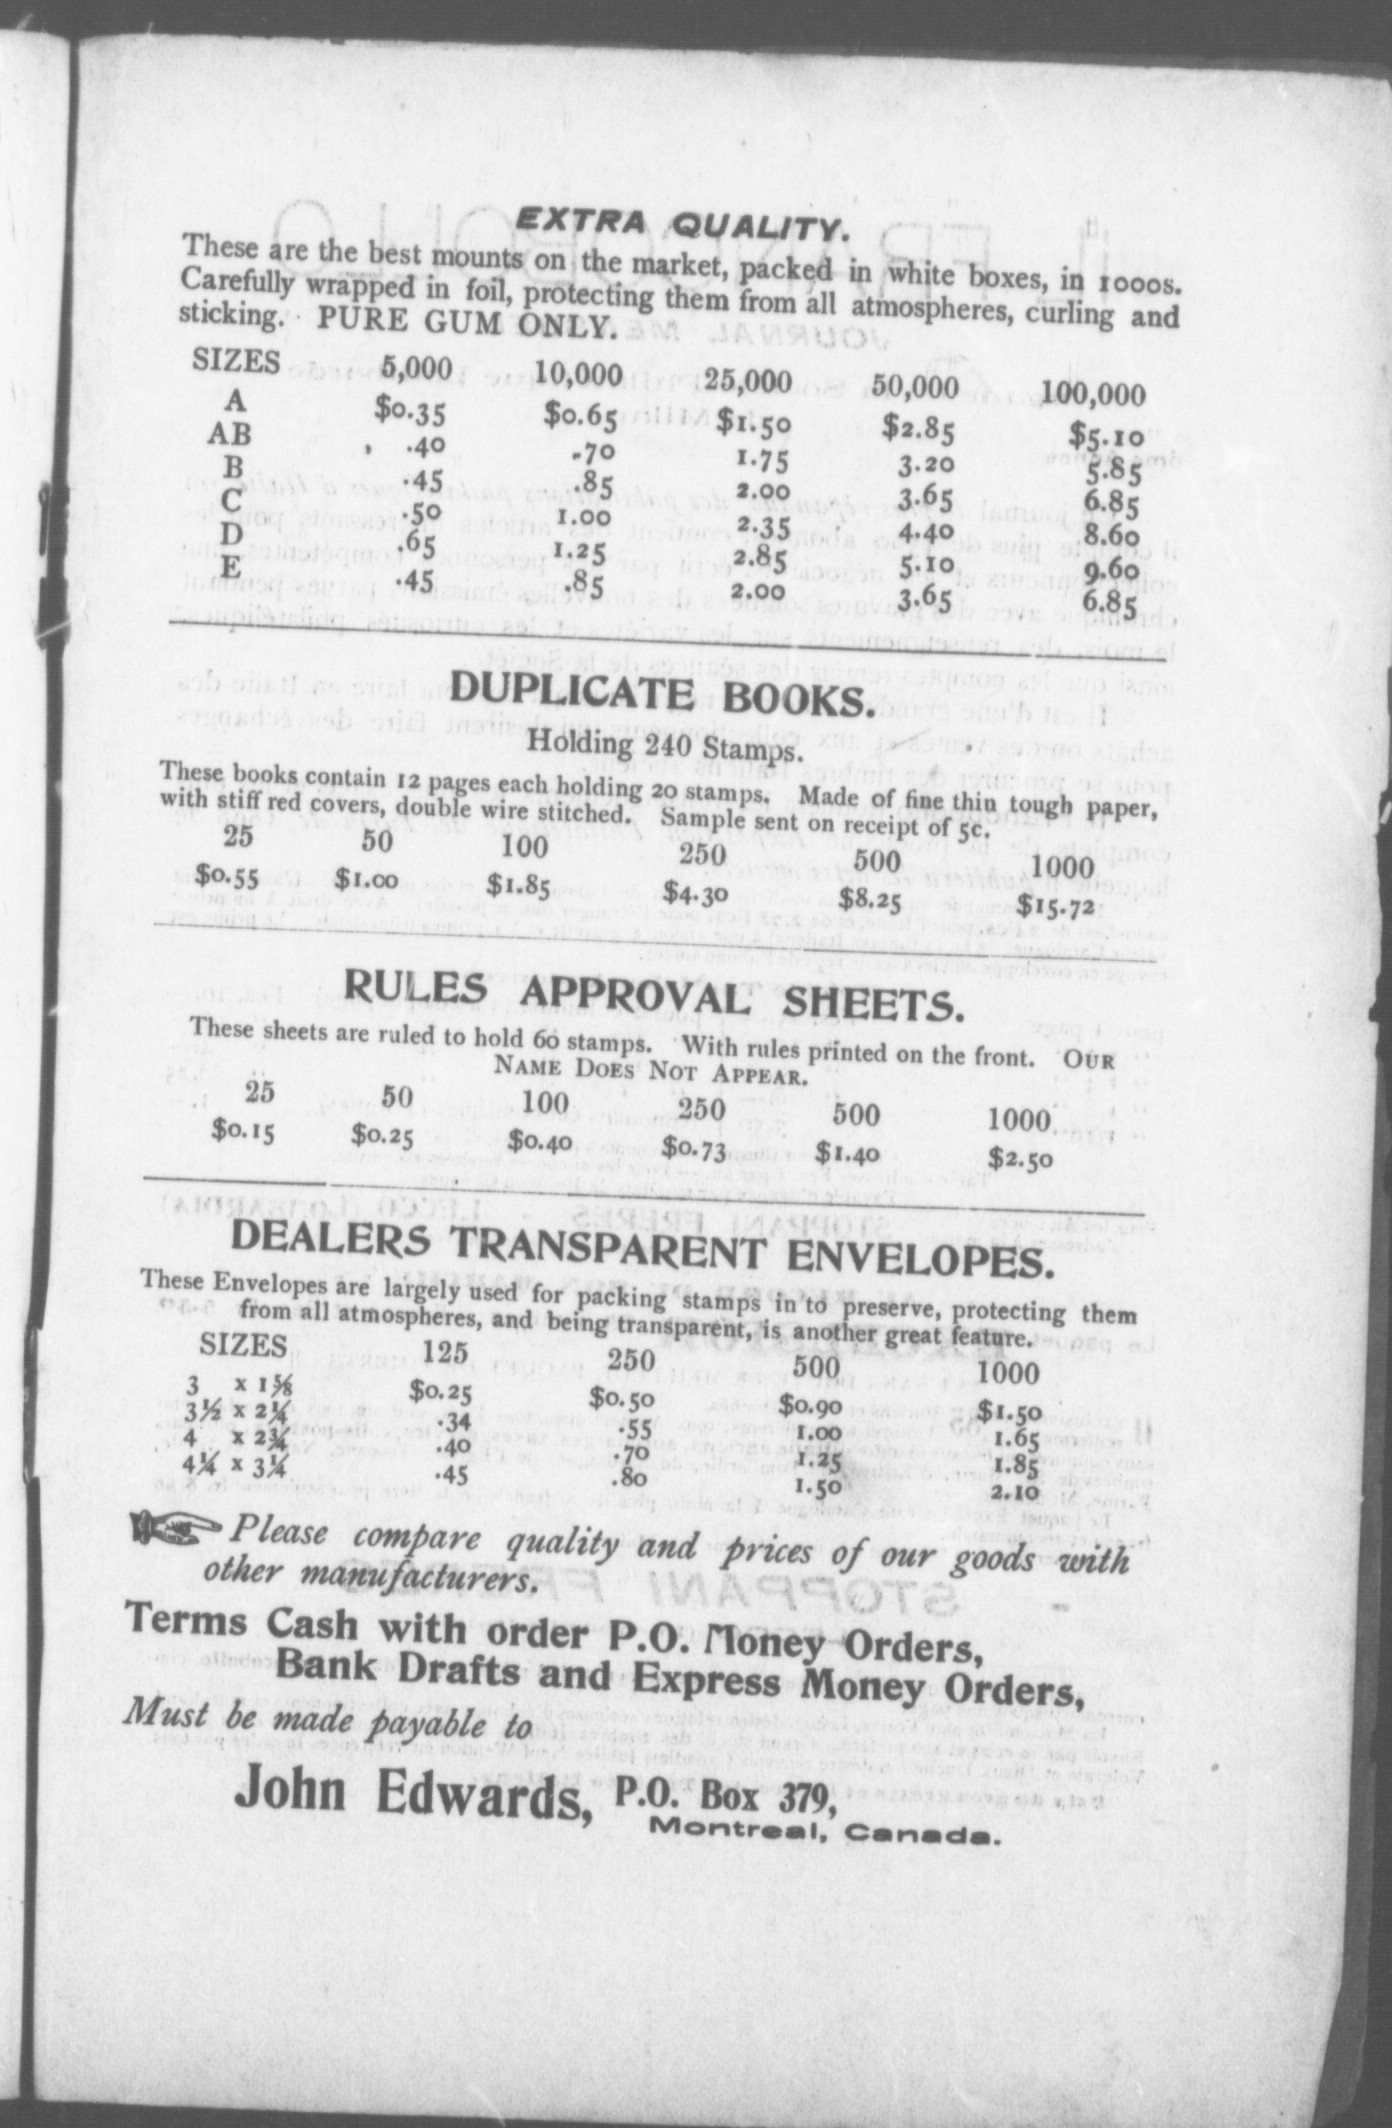 EXTRA QUALITY.
These are the best mounts on the market, packed in white boxes, in 1000s.
Carefully wrapped in foil, protecting them from all atmospheres, curling and
sticking. PURE GUM ONLY.
SIZES 5,000 10,000 25,000 50,000 100,000
A $0.35 $0.65 $1.50 $2.85 $5.10
AB .40 .70 1.75 3.20 5.85
B .45 .85 2.00 3.65 6.85
C .50 1.00 2.35 4.40 8.60
D .65 1.25 2.85 5.10 9.60
E .45 .85 2.00 3.65 6.85
DUPLICATE BOOKS.
Holding 240 Stamps.
These books contain 12 pages each holding 20 stamps. Made of fine thin tough paper,
with stiff red covers, double wire stitched. Sample sent on receipt of 5c.
25 50 100 250 500 1000
$0.55 $1.00 $1.85 $4.30 $8.25 $15.72
RULES APPROVAL SHEETS.
These sheets are ruled to hold 60 stamps. With rules printed on the front. OUR
NAME DOES NOT APPEAR.
25 50 100 250 500 1000
$0.15 $0.25 $0.40 $0.73 $1.40 $2.50
DEALERS TRANSPARENT ENVELOPES.
These Envelopes are largely used for packing stamps in to preserve, protecting them
from all atmospheres, and being transparent, is another great feature.
SIZES 125 250 500 1000
3 x 1⅝ $0.25 $0.50 $0.90 $1.50
3½ x 2¼ .34 .55 1.00 1.65
4 x 2¾ .40 .70 1.25 1.85
4¼ x 3¼ .45 .80 1.50 2.10
☞ Please compare quality and prices of our goods with
other manufacturers.
Terms Cash with order P.O. Money Orders,
Bank Drafts and Express Money Orders,
Must be made payable to
John Edwards, P.O. Box 379,
Montreal, Canada.